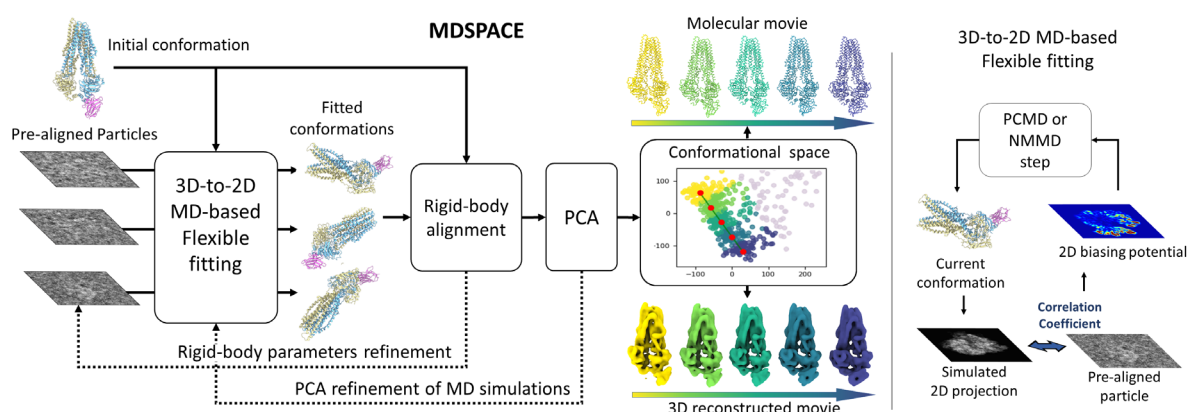 MDSPACE
Initial conformation
Pre-aligned Particles
Fitted
conformations
3D-to-2D
MD-based
Flexible
fitting
Rigid-body
alignment
PCA
Rigid-body parameters refinement
PCA refinement of MD simulations
Molecular movie
Conformational space
100
0
-100
−100
0
100
200
3D reconstructed movie
3D-to-2D MD-based
Flexible fitting
PCMD or
NMMD
step
Current
conformation
2D biasing potential
Correlation
Coefficient
Simulated
2D projection
Pre-aligned
particle